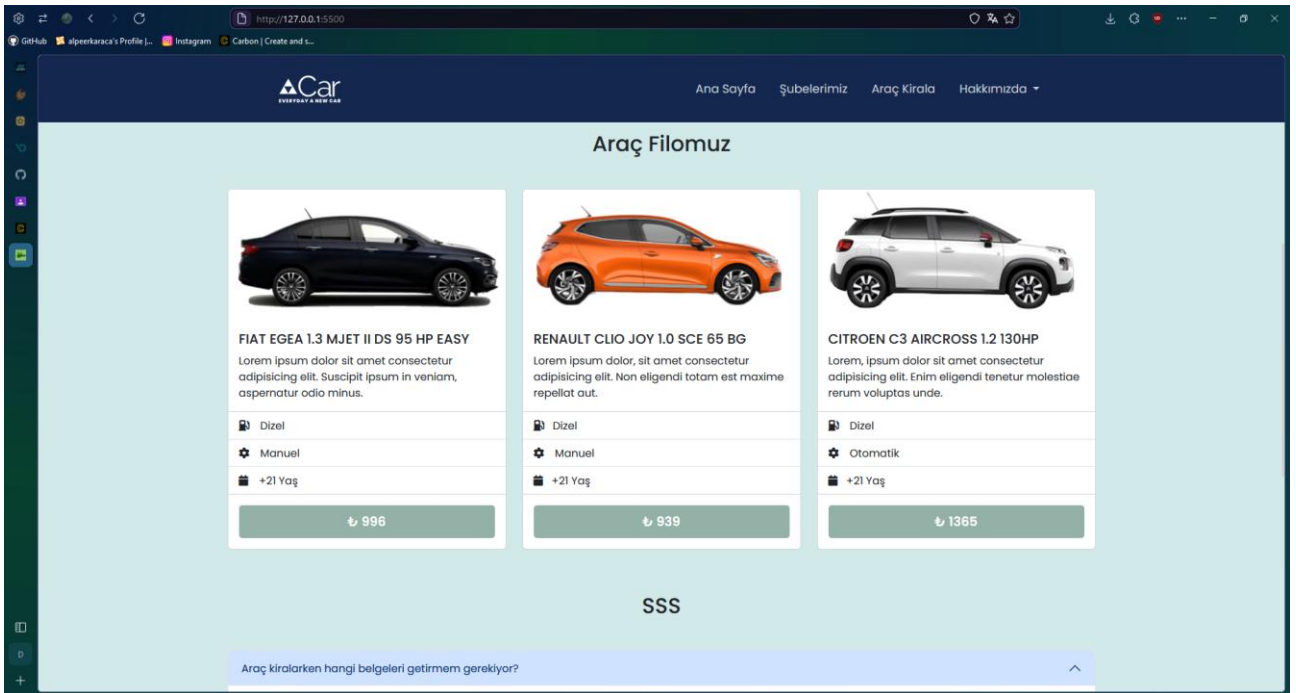 http://127.0.0.1:5500
GitHub
alpeerkaraca's Profile |...
Instagram
Carbon | Create and s...
ACar
EVERYDAY A NEW CAR
Ana Sayfa Şubelerimiz Araç Kirala Hakkımızda
Araç Filomuz
FIAT EGEA 1.3 MJET II DS 95 HP EASY
Lorem ipsum dolor sit amet consectetur
adipisicing elit. Suscipit ipsum in veniam,
aspernatur odio minus.
Dizel
Manuel
+21 Yaş
₺ 996
RENAULT CLIO JOY 1.0 SCE 65 BG
Lorem ipsum dolor, sit amet consectetur
adipisicing elit. Non eligendi totam est maxime
repellat aut.
Dizel
Manuel
+21 Yaş
₺ 939
CITROEN C3 AIRCROSS 1.2 130HP
Lorem, ipsum dolor sit amet consectetur
adipisicing elit. Enim eligendi tenetur molestiae
rerum voluptas unde.
Dizel
Otomatik
+21 Yaş
₺ 1365
SSS
Araç kiralarken hangi belgeleri getirmem gerekiyor?
D